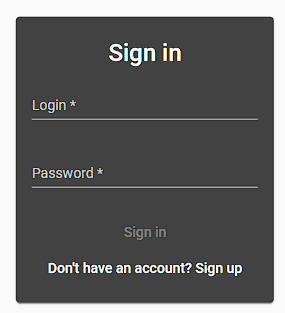 Sign in
Login *
Password *
Sign in
Don't have an account? Sign up